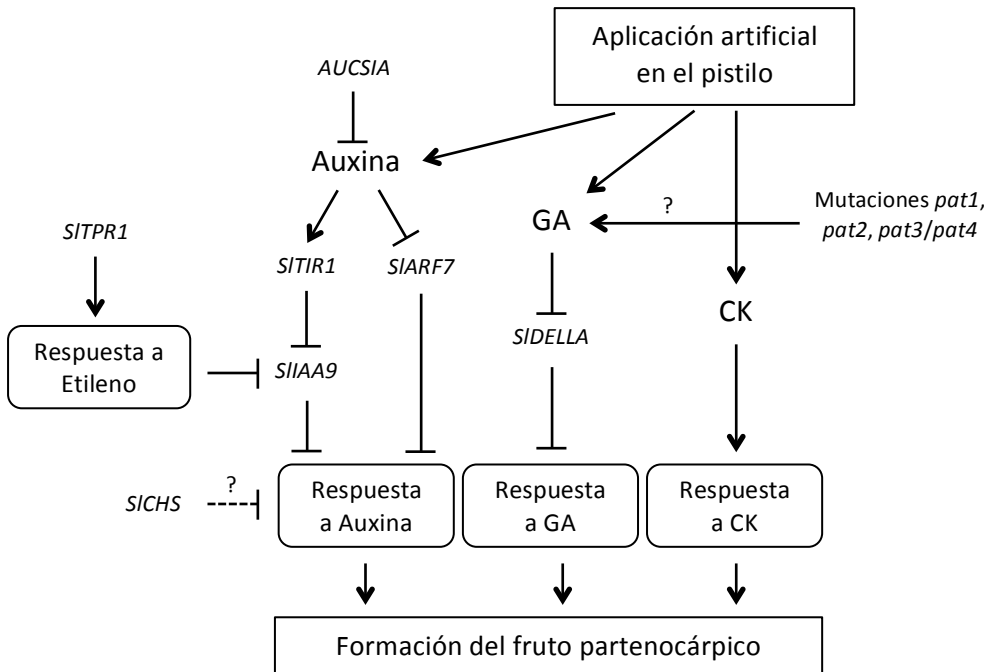 Aplicación artificial
en el pistilo
AUCSIA
Auxina
GA
?
Mutaciones pat1,
pat2, pat3/pat4
SlTPR1
SlTIR1
SlARF7
CK
SlDELLA
Respuesta a
Etileno
SlIAA9
SlCHS
?
Respuesta
a Auxina
Respuesta
a GA
Respuesta
a CK
Formación del fruto partenocárpico